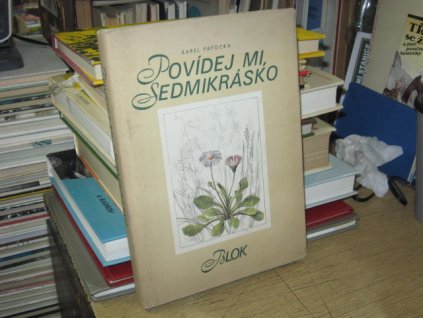 KAREL PATOČKA
POVÍDEJ MI,
SEDMIKRÁSKO
BLOK